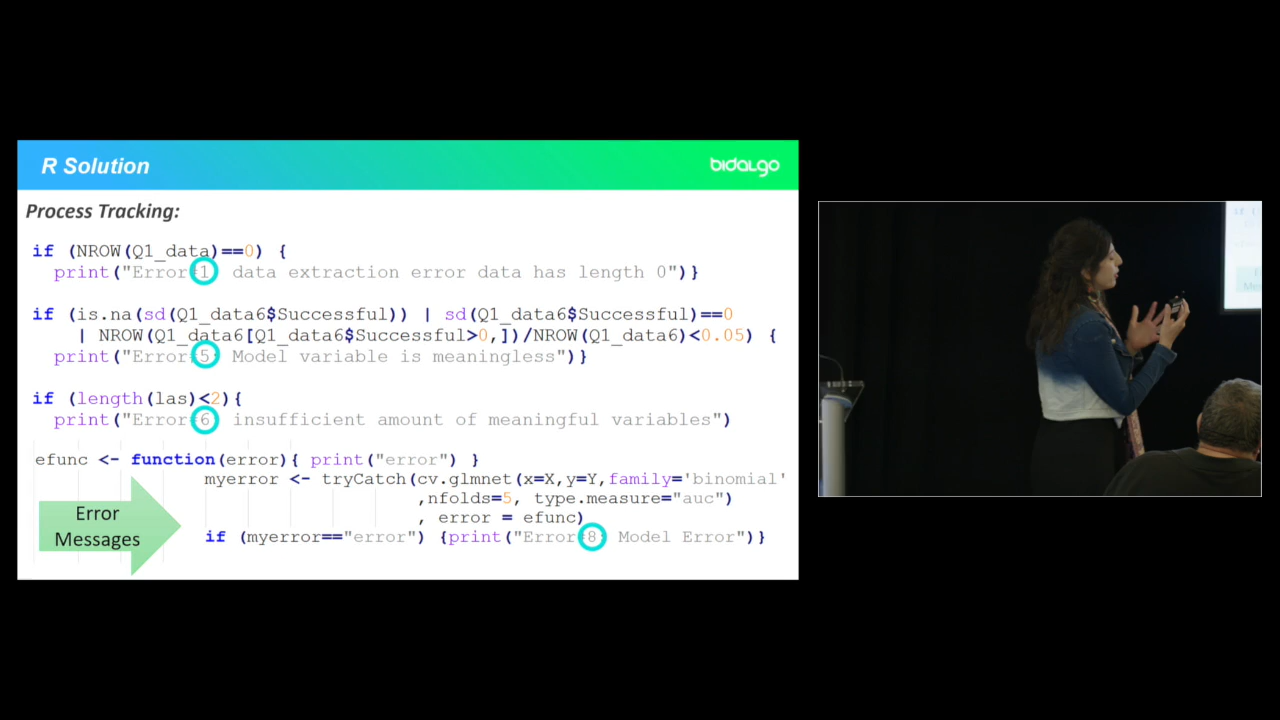 R Solution
bidalgo
Process Tracking:
if (NROW(Q1_data)==0) {
print("Error#1: data extraction error data has length 0")}
if (is.na(sd(Q1_data6$Successful)) | sd(Q1_data6$Successful)==0
| NROW(Q1_data6[Q1_data6$Successful>0,])/NROW(Q1_data6)<0.05) {
print("Error#5: Model variable is meaningless")}
if (length(las)<2){
print("Error#6: insufficient amount of meaningful variables")
efunc <- function(error){ print("error") }
myerror <- tryCatch(cv.glmnet(x=X,y=Y,family='binomial'
,nfolds=5, type.measure="auc")
, error = efunc)
if (myerror=="error") {print("Error#8: Model Error")}
Error
Messages